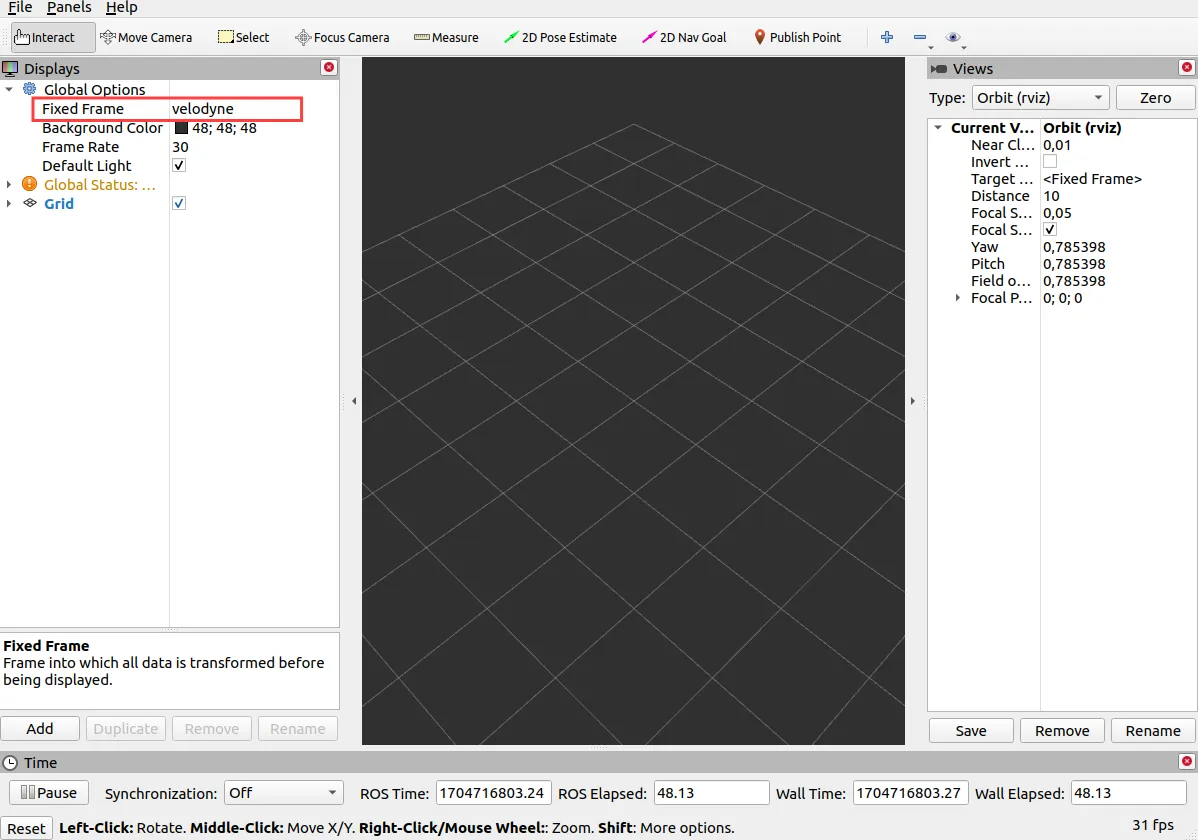 File Panels Help
Interact Move Camera Select Focus Camera Measure 2D Pose Estimate 2D Nav Goal Publish Point
Displays
Global Options
Fixed Frame velodyne
Background Color 48; 48; 48
Frame Rate 30
Default Light
Global Status: ...
Grid
Fixed Frame
Frame into which all data is transformed before
being displayed.
Add Duplicate Remove Rename
Views
Type: Orbit (rviz) Zero
Current V... Orbit (rviz)
Near Cl... 0,01
Invert ...
Target ... <Fixed Frame>
Distance 10
Focal S... 0,05
Focal S...
Yaw 0,785398
Pitch 0,785398
Field o... 0,785398
Focal P... 0; 0; 0
Save Remove Rename
Time
Pause Synchronization: Off ROS Time: 1704716803.24 ROS Elapsed: 48.13 Wall Time: 1704716803.27 Wall Elapsed: 48.13
Reset Left-Click: Rotate. Middle-Click: Move X/Y. Right-Click/Mouse Wheel:: Zoom. Shift: More options. 31 fps